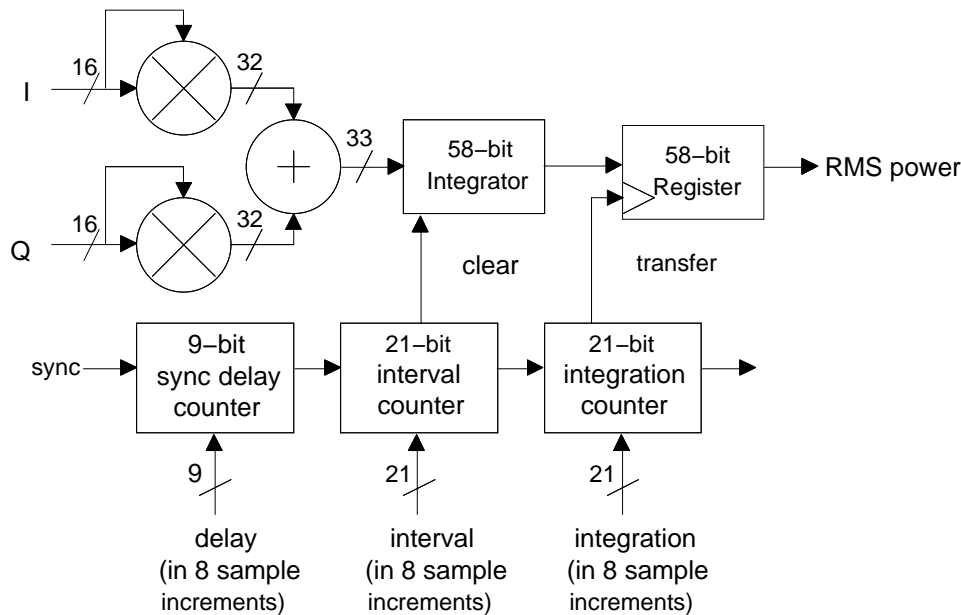 I
16
32
33
58−bit
Integrator
58−bit
Register
RMS power
Q
16
32
clear
transfer
sync
9−bit
sync delay
counter
21−bit
interval
counter
21−bit
integration
counter
9
21
21
delay
(in 8 sample
increments)
interval
(in 8 sample
increments)
integration
(in 8 sample
increments)